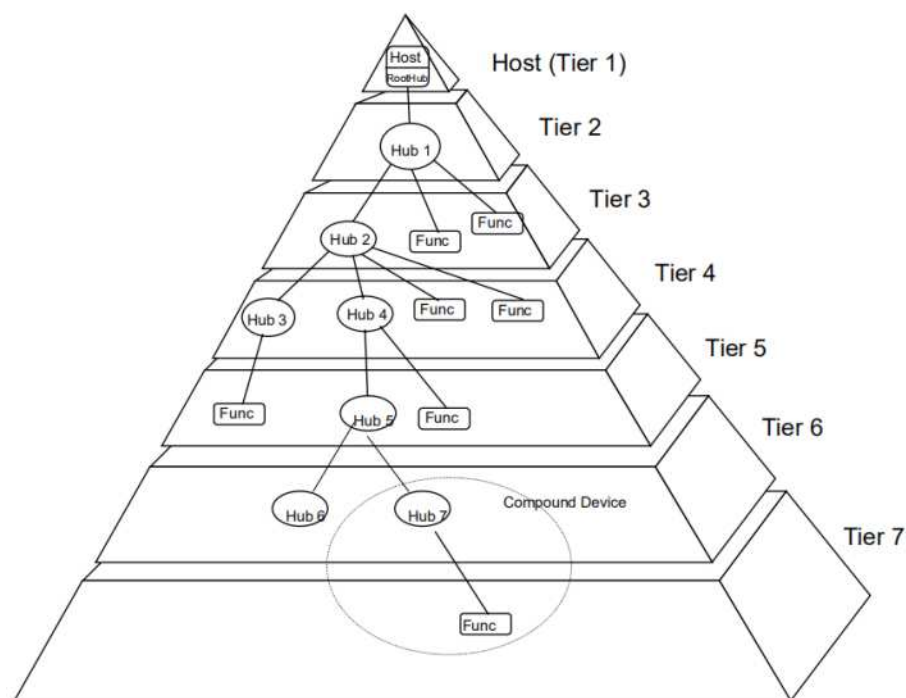 Host
RootHub
Host (Tier 1)
Hub 1
Tier 2
Hub 2
Func
Func
Tier 3
Hub 3
Hub 4
Func
Func
Tier 4
Func
Hub 5
Func
Tier 5
Hub 6
Hub 7
Compound Device
Tier 6
Func
Tier 7